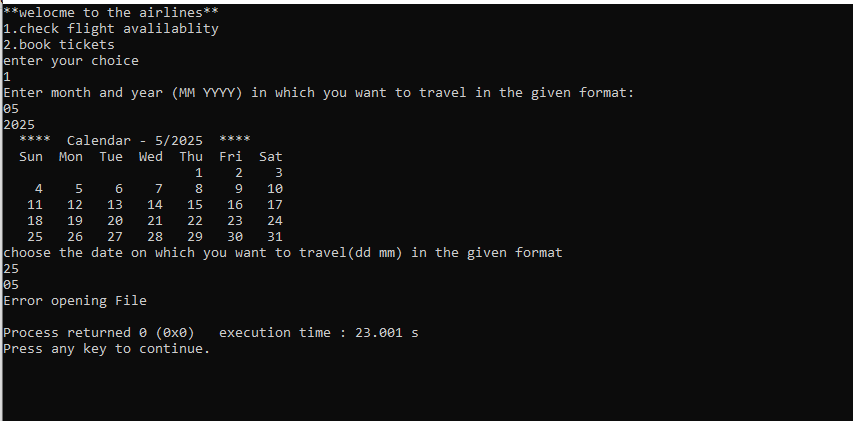 **welocme to the airlines**
1.check flight avalilablity
2.book tickets
enter your choice
1
Enter month and year (MM YYYY) in which you want to travel in the given format:
05
2025
  ****  Calendar - 5/2025  ****
  Sun  Mon  Tue  Wed  Thu  Fri  Sat
                        1    2    3
    4    5    6    7    8    9   10
   11   12   13   14   15   16   17
   18   19   20   21   22   23   24
   25   26   27   28   29   30   31
choose the date on which you want to travel(dd mm) in the given format
25
05
Error opening File
Process returned 0 (0x0)   execution time : 23.001 s
Press any key to continue.